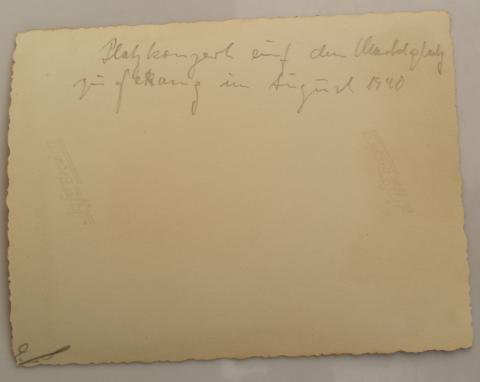 Platzkonzert auf dem Marktplatz
zu im August 1940